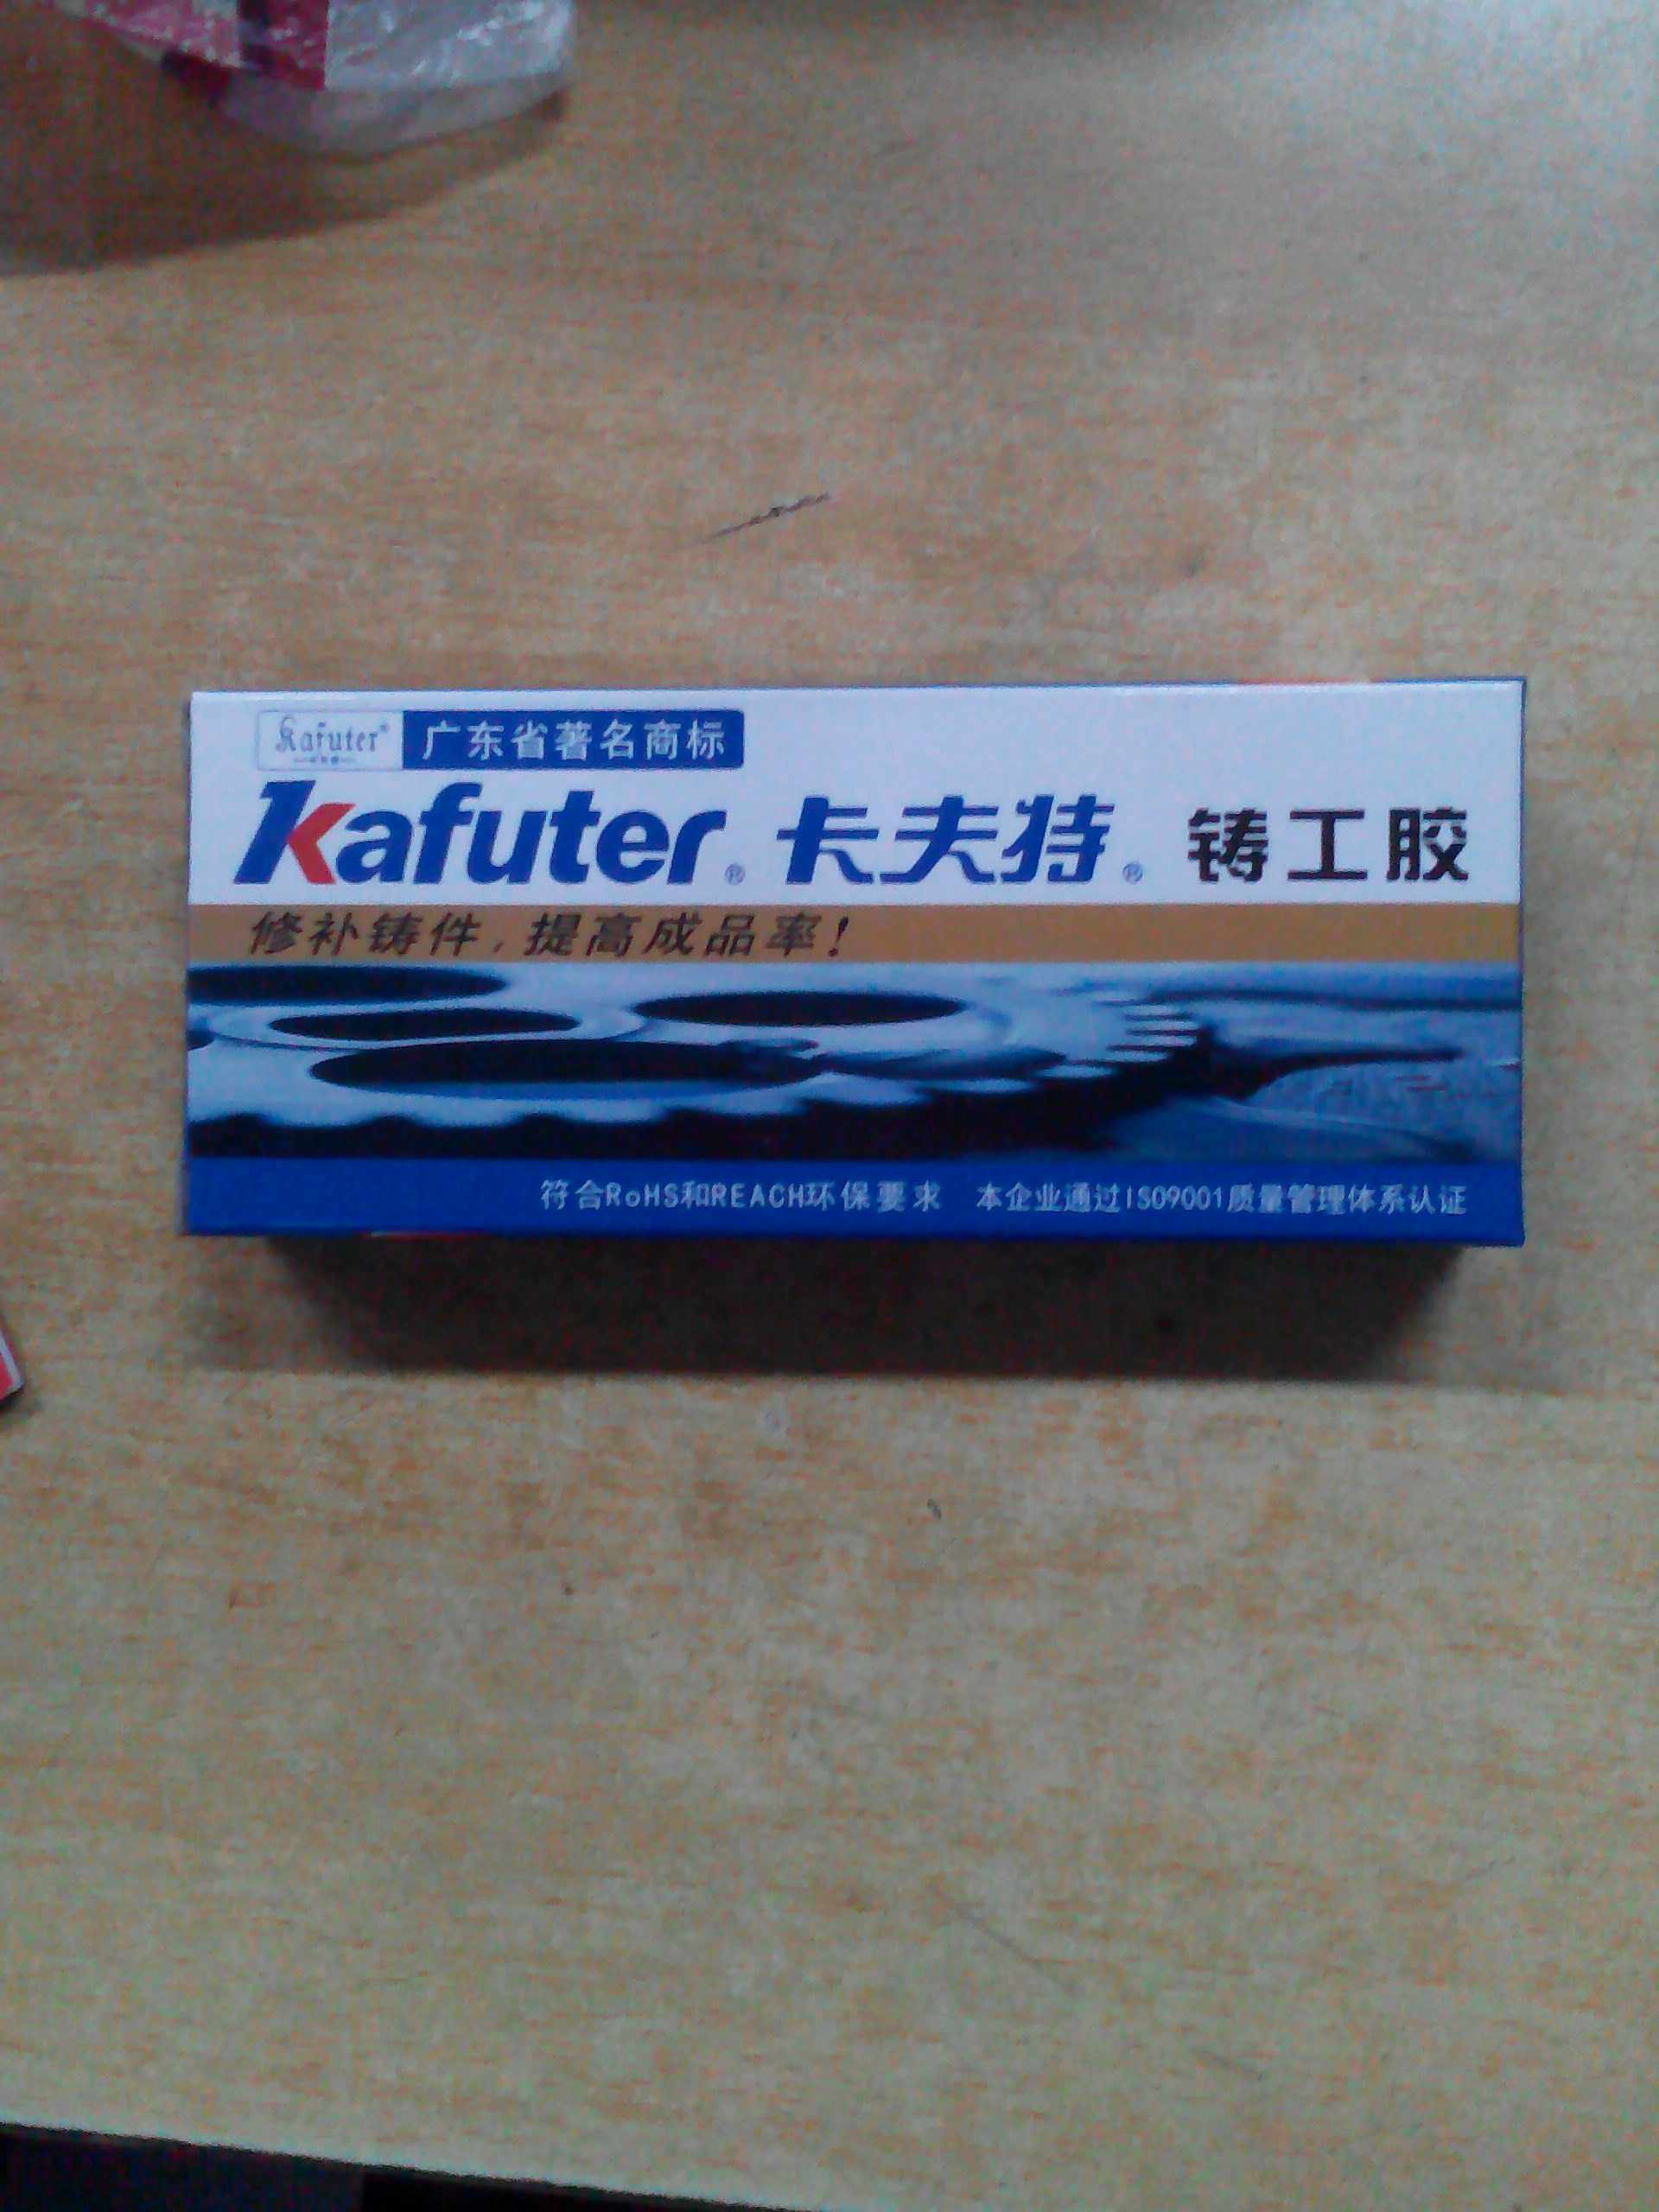 Kafuter® 广东省著名商标
Kafuter® 卡夫特® 铸工胶
修补铸件，提高成品率！
符合RoHS和REACH环保要求 本企业通过ISO9001质量管理体系认证